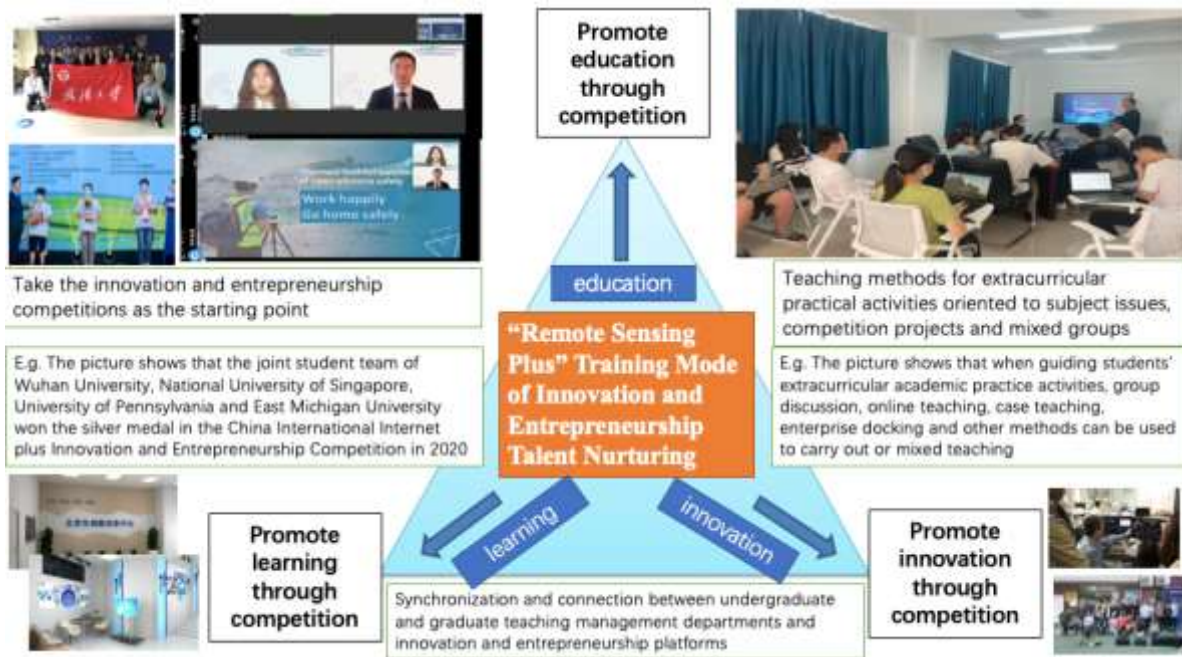 Promote
education
through
competition
Work happily
Go home safely
education
Take the innovation and entrepreneurship
competitions as the starting point
Teaching methods for extracurricular
practical activities oriented to subject issues,
competition projects and mixed groups
E.g. The picture shows that the joint student team of
Wuhan University, National University of Singapore,
University of Pennsylvania and East Michigan University
won the silver medal in the China International Internet
plus Innovation and Entrepreneurship Competition in 2020
“Remote Sensing
Plus” Training Mode
of Innovation and
Entrepreneurship
Talent Nurturing
E.g. The picture shows that when guiding students’
extracurricular academic practice activities, group
discussion, online teaching, case teaching,
enterprise docking and other methods can be used
to carry out or mixed teaching
Promote
learning
through
competition
learning
innovation
Promote
innovation
through
competition
Synchronization and connection between undergraduate
and graduate teaching management departments and
innovation and entrepreneurship platforms